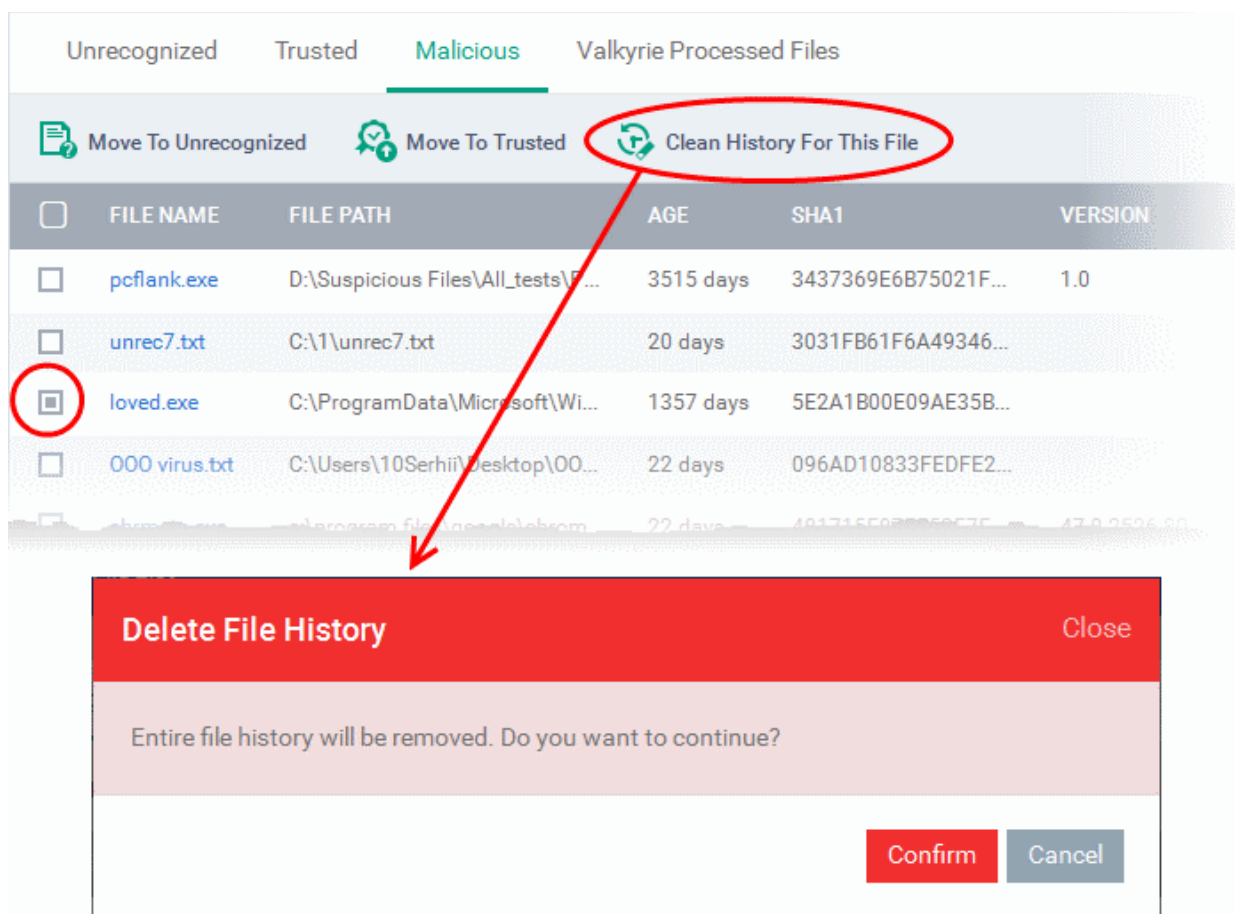 Unrecognized Trusted Malicious Valkyrie Processed Files
Move To Unrecognized Move To Trusted Clean History For This File
FILE NAME FILE PATH AGE SHA1 VERSION
pcflank.exe D:\Suspicious Files\All_tests\P... 3515 days 3437369E6B75021F... 1.0
unrec7.txt C:\1\unrec7.txt 20 days 3031FB61F6A49346...
loved.exe C:\ProgramData\Microsoft\Wi... 1357 days 5E2A1B00E09AE35B...
OOO virus.txt C:\Users\10Serhii\Desktop\OO... 22 days 096AD10833FEDFE2...
22 days
Delete File History Close
Entire file history will be removed. Do you want to continue?
Confirm Cancel